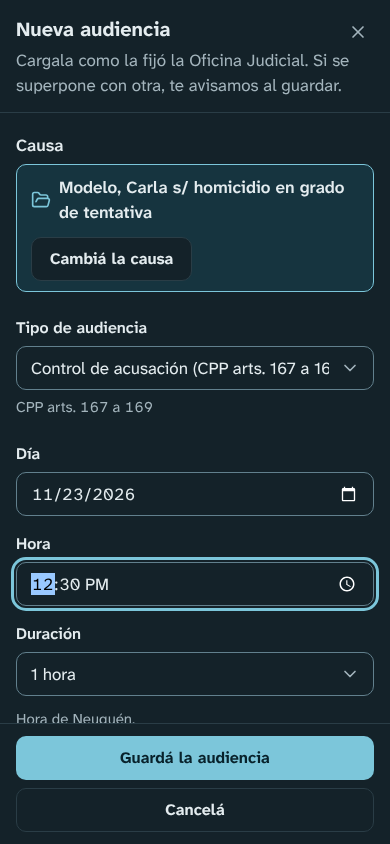 Nueva audiencia
Cargala como la fijó la Oficina Judicial. Si se
superpone con otra, te avisamos al guardar.
Causa
Modelo, Carla s/ homicidio en grado
de tentativa
Cambiá la causa
Tipo de audiencia
Control de acusación (CPP arts. 167 a 16
CPP arts. 167 a 169
Día
11/23/2026
Hora
12:30 PM
Duración
1 hora
Hora de Neuquén.
Guardá la audiencia
Cancelá